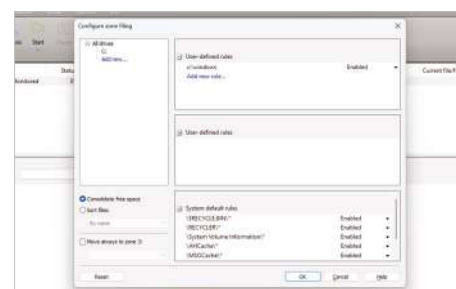 Configure zone filing
Start
All drives
C:
Add new...
User-defined rules
c:\windows Enabled
Add new rule...
Status
Current file
User-defined rules
Consolidate free space
Sort files
By name
Move always to zone 3:
System default rules
\$RECYCLE.BIN\* Enabled
\RECYCLER\* Enabled
\System Volume Information\* Enabled
\MSOCache\* Enabled
Reset
OK
Cancel
Help